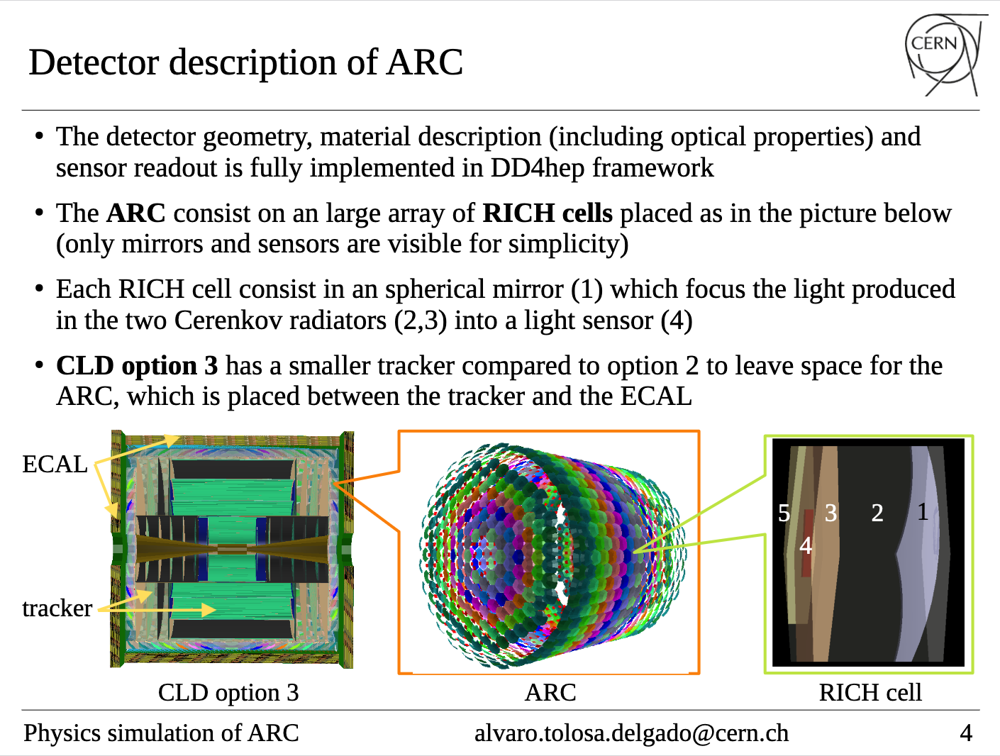 Detector description of ARC
CERN
• The detector geometry, material description (including optical properties) and
sensor readout is fully implemented in DD4hep framework
• The ARC consist on an large array of RICH cells placed as in the picture below
(only mirrors and sensors are visible for simplicity)
• Each RICH cell consist in an spherical mirror (1) which focus the light produced
in the two Cerenkov radiators (2,3) into a light sensor (4)
• CLD option 3 has a smaller tracker compared to option 2 to leave space for the
ARC, which is placed between the tracker and the ECAL
ECAL
tracker
5 3 2 1
4
CLD option 3
ARC
RICH cell
Physics simulation of ARC
alvaro.tolosa.delgado@cern.ch
4